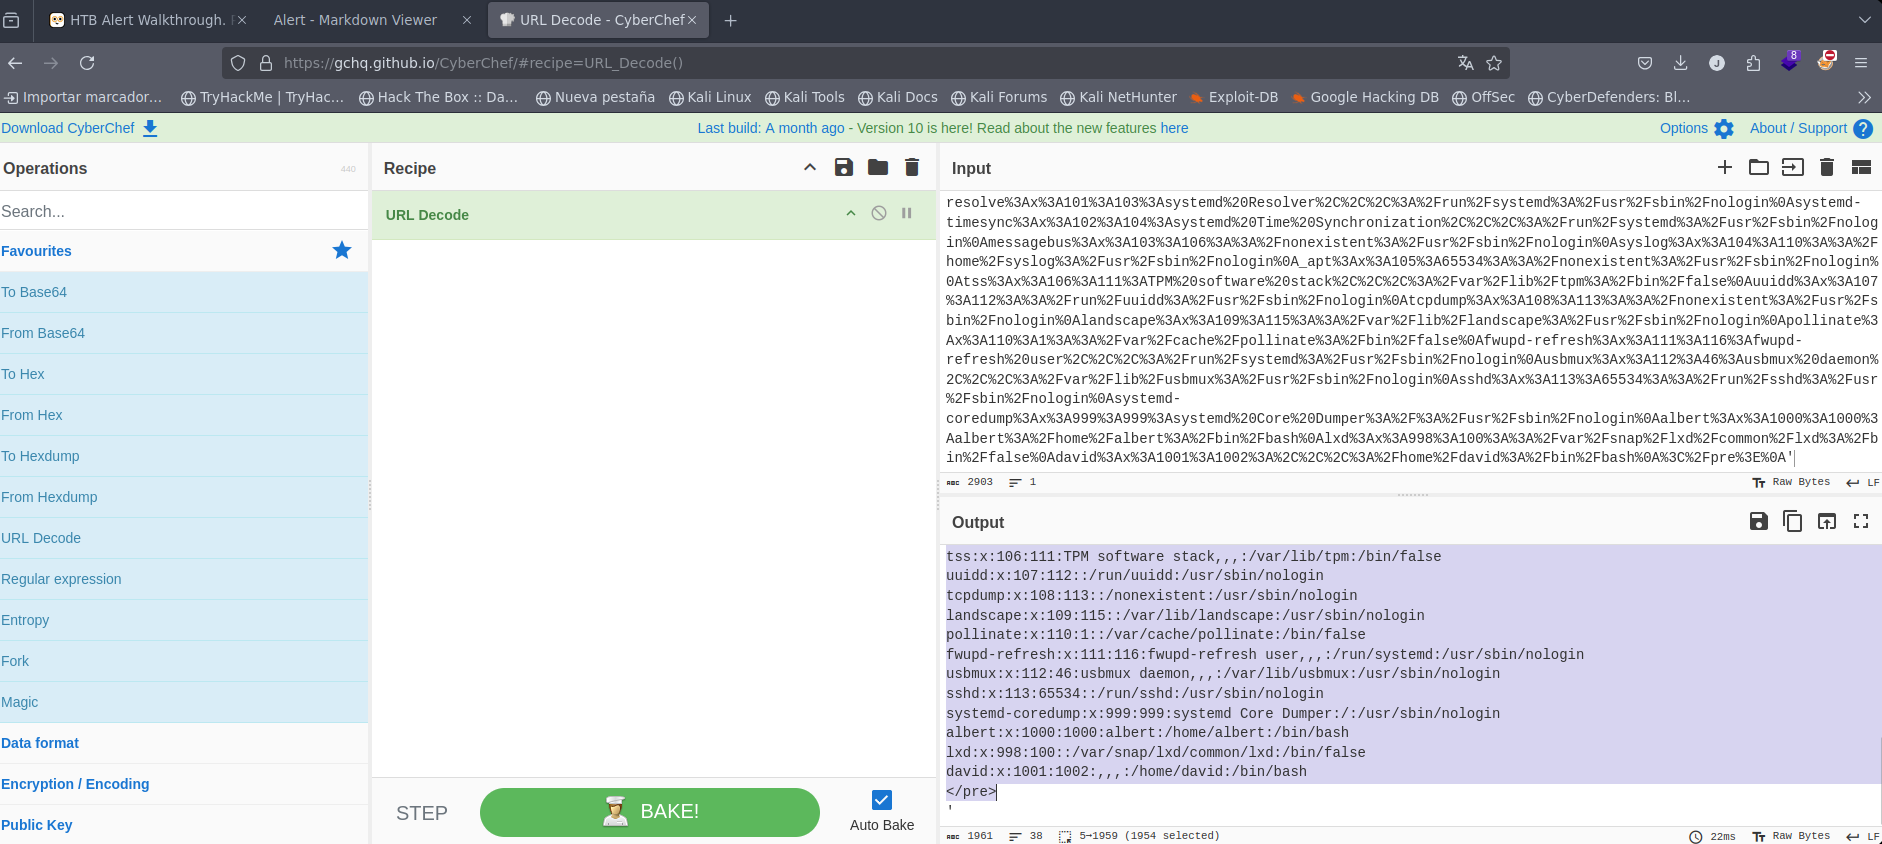 HTB Alert Walkthrough.
Alert - Markdown Viewer
URL Decode - CyberChef
https://gchq.github.io/CyberChef/#recipe=URL_Decode()
8
J
Importar marcador…
TryHackMe | TryHac…
Hack The Box :: Da…
Nueva pestaña
Kali Linux
Kali Tools
Kali Docs
Kali Forums
Kali NetHunter
Exploit-DB
Google Hacking DB
OffSec
CyberDefenders: Bl…
Download CyberChef
Last build: A month ago - Version 10 is here! Read about the new features here
Options
About / Support
Operations
440
Search...
Favourites
To Base64
From Base64
To Hex
From Hex
To Hexdump
From Hexdump
URL Decode
Regular expression
Entropy
Fork
Magic
Data format
Encryption / Encoding
Public Key
Recipe
URL Decode
STEP
BAKE!
Auto Bake
Input
resolve%3Ax%3A101%3A103%3Asystemd%20Resolver%2C%2C%2C%3A%2Frun%2Fsystemd%3A%2Fusr%2Fsbin%2Fnologin%0Asystemd-
timesync%3Ax%3A102%3A104%3Asystemd%20Time%20Synchronization%2C%2C%2C%3A%2Frun%2Fsystemd%3A%2Fusr%2Fsbin%2Fnolog
in%0Amessagebus%3Ax%3A103%3A106%3A%3A%2Fnonexistent%3A%2Fusr%2Fsbin%2Fnologin%0Asyslog%3Ax%3A104%3A110%3A%3A%2F
home%2Fsyslog%3A%2Fusr%2Fsbin%2Fnologin%0A_apt%3Ax%3A105%3A65534%3A%3A%2Fnonexistent%3A%2Fusr%2Fsbin%2Fnologin%
0Atss%3Ax%3A106%3A111%3ATPM%20software%20stack%2C%2C%2C%3A%2Fvar%2Flib%2Ftpm%3A%2Fbin%2Ffalse%0Auuidd%3Ax%3A107
%3A112%3A%3A%2Frun%2Fuuidd%3A%2Fusr%2Fsbin%2Fnologin%0Atcpdump%3Ax%3A108%3A113%3A%3A%2Fnonexistent%3A%2Fusr%2Fs
bin%2Fnologin%0Alandscape%3Ax%3A109%3A115%3A%3A%2Fvar%2Flib%2Flandscape%3A%2Fusr%2Fsbin%2Fnologin%0Apollinate%3
Ax%3A110%3A1%3A%3A%2Fvar%2Fcache%2Fpollinate%3A%2Fbin%2Ffalse%0Afwupd-refresh%3Ax%3A111%3A116%3Afwupd-
refresh%20user%2C%2C%2C%3A%2Frun%2Fsystemd%3A%2Fusr%2Fsbin%2Fnologin%0Ausbmux%3Ax%3A112%3A46%3Ausbmux%20daemon%
2C%2C%2C%3A%2Fvar%2Flib%2Fusbmux%3A%2Fusr%2Fsbin%2Fnologin%0Asshd%3Ax%3A113%3A65534%3A%3A%2Frun%2Fsshd%3A%2Fusr
%2Fsbin%2Fnologin%0Asystemd-
coredump%3Ax%3A999%3A999%3Asystemd%20Core%20Dumper%3A%2F%3A%2Fusr%2Fsbin%2Fnologin%0Aalbert%3Ax%3A1000%3A1000%3
Aalbert%3A%2Fhome%2Falbert%3A%2Fbin%2Fbash%0Alxd%3Ax%3A998%3A100%3A%3A%2Fvar%2Fsnap%2Flxd%2Fcommon%2Flxd%3A%2Fb
in%2Ffalse%0Adavid%3Ax%3A1001%3A1002%3A%2C%2C%2C%3A%2Fhome%2Fdavid%3A%2Fbin%2Fbash%0A%3C%2Fpre%3E%0A'
ABC 2903 1
Tт Raw Bytes LF
Output
tss:x:106:111:TPM software stack,,,:/var/lib/tpm:/bin/false
uuidd:x:107:112::/run/uuidd:/usr/sbin/nologin
tcpdump:x:108:113::/nonexistent:/usr/sbin/nologin
landscape:x:109:115::/var/lib/landscape:/usr/sbin/nologin
pollinate:x:110:1::/var/cache/pollinate:/bin/false
fwupd-refresh:x:111:116:fwupd-refresh user,,,:/run/systemd:/usr/sbin/nologin
usbmux:x:112:46:usbmux daemon,,,:/var/lib/usbmux:/usr/sbin/nologin
sshd:x:113:65534::/run/sshd:/usr/sbin/nologin
systemd-coredump:x:999:999:systemd Core Dumper:/:/usr/sbin/nologin
albert:x:1000:1000:albert:/home/albert:/bin/bash
lxd:x:998:100::/var/snap/lxd/common/lxd:/bin/false
david:x:1001:1002:,,,:/home/david:/bin/bash
</pre>
'
ABC 1961 38 5→1959 (1954 selected)
22ms Tт Raw Bytes LF